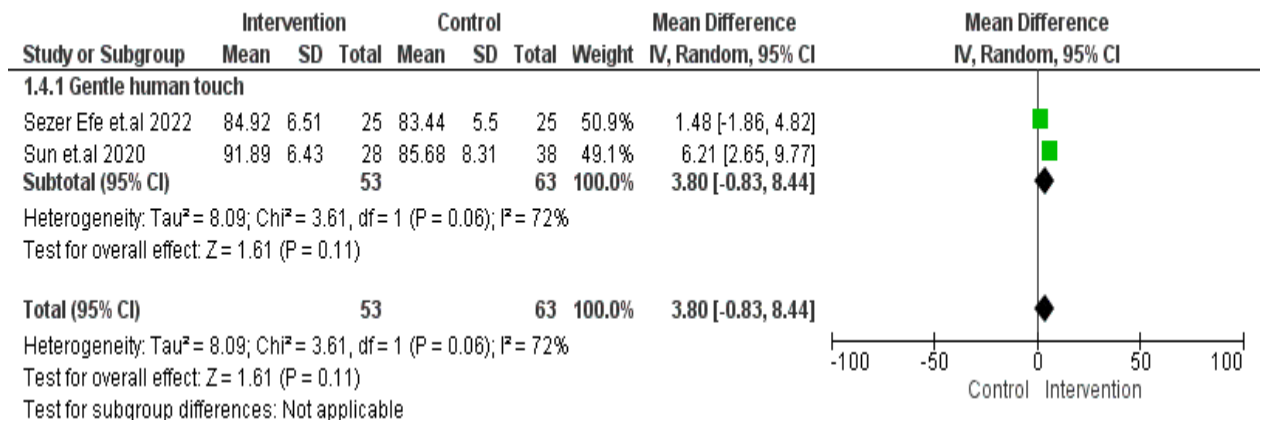 Intervention Control Mean Difference Mean Difference
Study or Subgroup Mean SD Total Mean SD Total Weight IV, Random, 95% CI IV, Random, 95% CI
1.4.1 Gentle human touch
Sezer Efe et.al 2022 84.92 6.51 25 83.44 5.5 25 50.9% 1.48 [-1.86, 4.82]
Sun et.al 2020 91.89 6.43 28 85.68 8.31 38 49.1% 6.21 [2.65, 9.77]
Subtotal (95% CI) 53 63 100.0% 3.80 [-0.83, 8.44]
Heterogeneity: Tau² = 8.09; Chi² = 3.61, df = 1 (P = 0.06); I² = 72%
Test for overall effect: Z = 1.61 (P = 0.11)
Total (95% CI) 53 63 100.0% 3.80 [-0.83, 8.44]
Heterogeneity: Tau² = 8.09; Chi² = 3.61, df = 1 (P = 0.06); I² = 72%
Test for overall effect: Z = 1.61 (P = 0.11)
Test for subgroup differences: Not applicable
-100 -50 0 50 100
Control Intervention